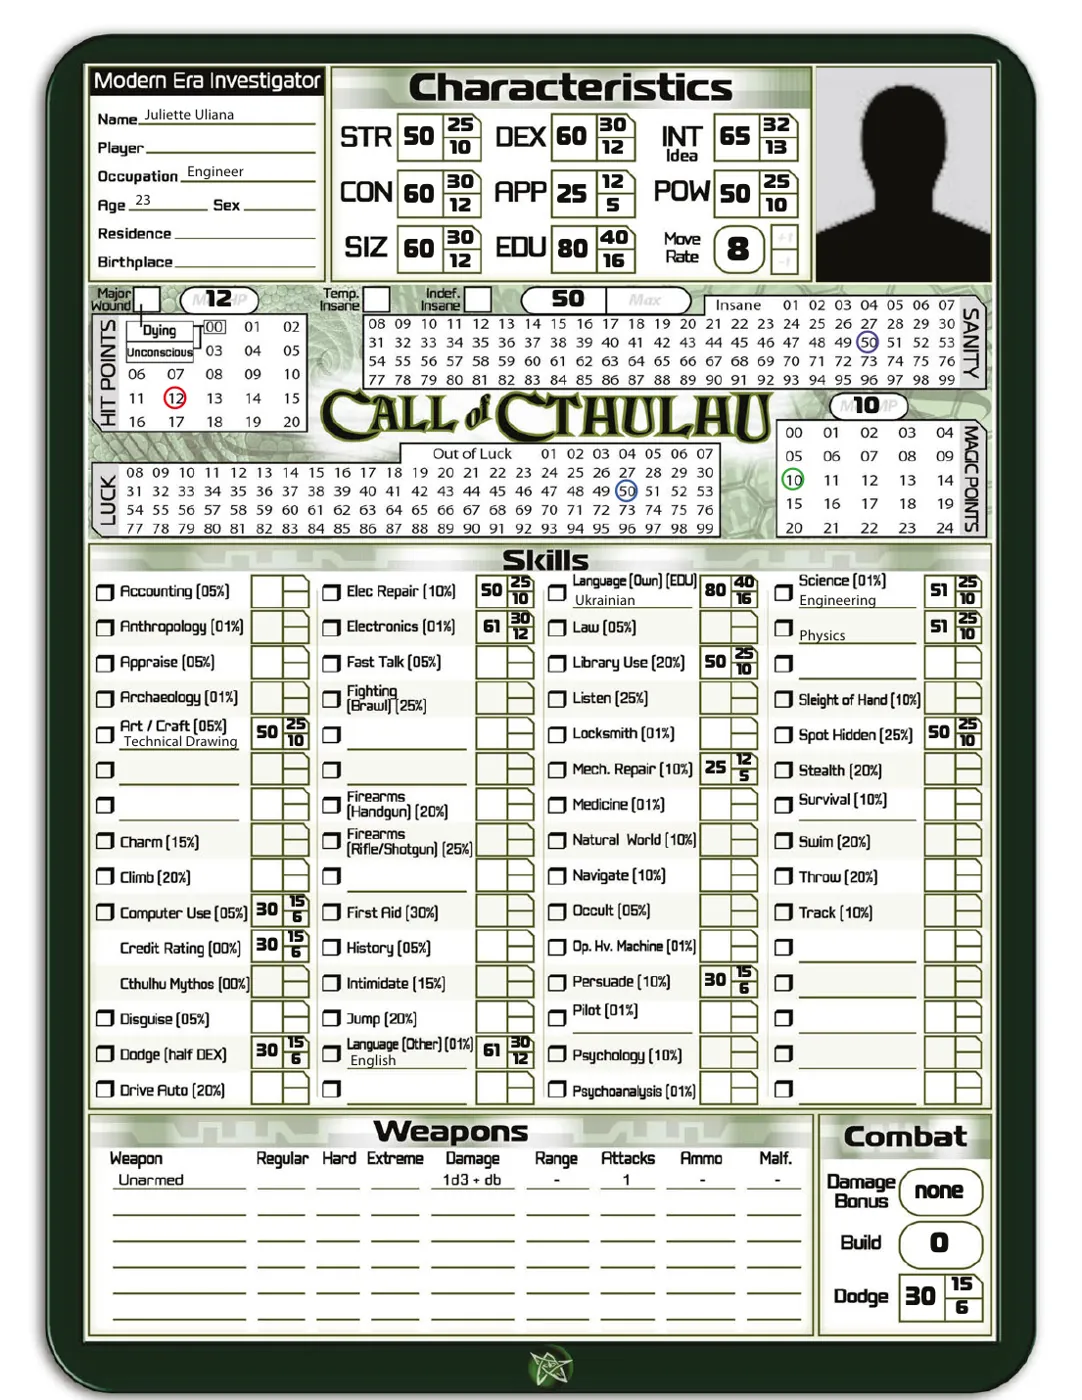 Modern Era Investigator
Name Juliette Uliana
Player
Occupation Engineer
Age 23 Sex
Residence
Birthplace
Characteristics
STR 50 25 10 DEX 60 30 12 INT Idea 65 32 13
CON 60 30 12 APP 25 12 5 POW 50 25 10
SIZ 60 30 12 EDU 80 40 16 Move Rate 8 +1 -1
Major Wound 12
HIT POINTS
Dying 00 01 02
Unconscious 03 04 05
06 07 08 09 10
11 12 13 14 15
16 17 18 19 20
Temp. Insane Indef. Insane 50 Max
SANITY
Insane 01 02 03 04 05 06 07
08 09 10 11 12 13 14 15 16 17 18 19 20 21 22 23 24 25 26 27 28 29 30
31 32 33 34 35 36 37 38 39 40 41 42 43 44 45 46 47 48 49 50 51 52 53
54 55 56 57 58 59 60 61 62 63 64 65 66 67 68 69 70 71 72 73 74 75 76
77 78 79 80 81 82 83 84 85 86 87 88 89 90 91 92 93 94 95 96 97 98 99
CALL of CTHULHU
10
MAGIC POINTS
00 01 02 03 04
05 06 07 08 09
10 11 12 13 14
15 16 17 18 19
20 21 22 23 24
LUCK
Out of Luck 01 02 03 04 05 06 07
08 09 10 11 12 13 14 15 16 17 18 19 20 21 22 23 24 25 26 27 28 29 30
31 32 33 34 35 36 37 38 39 40 41 42 43 44 45 46 47 48 49 50 51 52 53
54 55 56 57 58 59 60 61 62 63 64 65 66 67 68 69 70 71 72 73 74 75 76
77 78 79 80 81 82 83 84 85 86 87 88 89 90 91 92 93 94 95 96 97 98 99
Skills
Accounting (05%)
Anthropology (01%)
Appraise (05%)
Archaeology (01%)
Art / Craft (05%) 50 25 10
Technical Drawing
Charm (15%)
Climb (20%)
Computer Use (05%) 30 15 6
Credit Rating (00%) 30 15 6
Cthulhu Mythos (00%)
Disguise (05%)
Dodge (half DEX) 30 15 6
Drive Auto (20%)
Elec Repair (10%) 50 25 10
Electronics (01%) 61 30 12
Fast Talk (05%)
Fighting
(Brawl) (25%)
Firearms
(Handgun) (20%)
Firearms
(Rifle/Shotgun) (25%)
First Aid (30%)
History (05%)
Intimidate (15%)
Jump (20%)
Language (Other) (01%) 61 30 12
English
Language (Own) (EDU) 80 40 16
Ukrainian
Law (05%)
Library Use (20%) 50 25 10
Listen (25%)
Locksmith (01%)
Mech. Repair (10%) 25 12 5
Medicine (01%)
Natural World (10%)
Navigate (10%)
Occult (05%)
Op. Hv. Machine (01%)
Persuade (10%) 30 15 6
Pilot (01%)
Psychology (10%)
Psychoanalysis (01%)
Science (01%) 51 25 10
Engineering
Physics 51 25 10
Sleight of Hand (10%)
Spot Hidden (25%) 50 25 10
Stealth (20%)
Survival (10%)
Swim (20%)
Throw (20%)
Track (10%)
Weapons
Weapon Regular Hard Extreme Damage Range Attacks Ammo Malf.
Unarmed 1d3 + db - 1 - -
Combat
Damage Bonus none
Build 0
Dodge 30 15 6